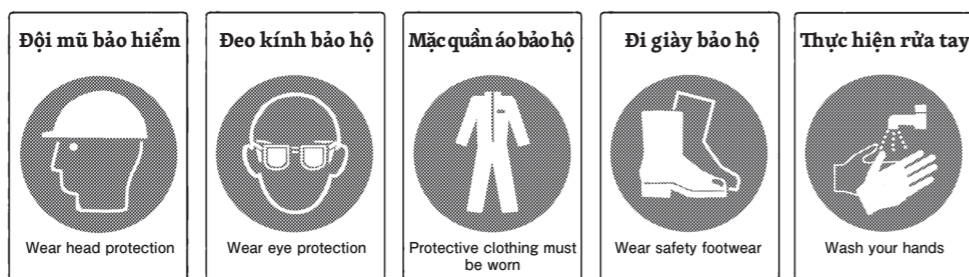 Đội mũ bảo hiểm
Wear head protection
Đeo kính bảo hộ
Wear eye protection
Mặc quần áo bảo hộ
Protective clothing must
be worn
Đi giày bảo hộ
Wear safety footwear
Thực hiện rửa tay
Wash your hands